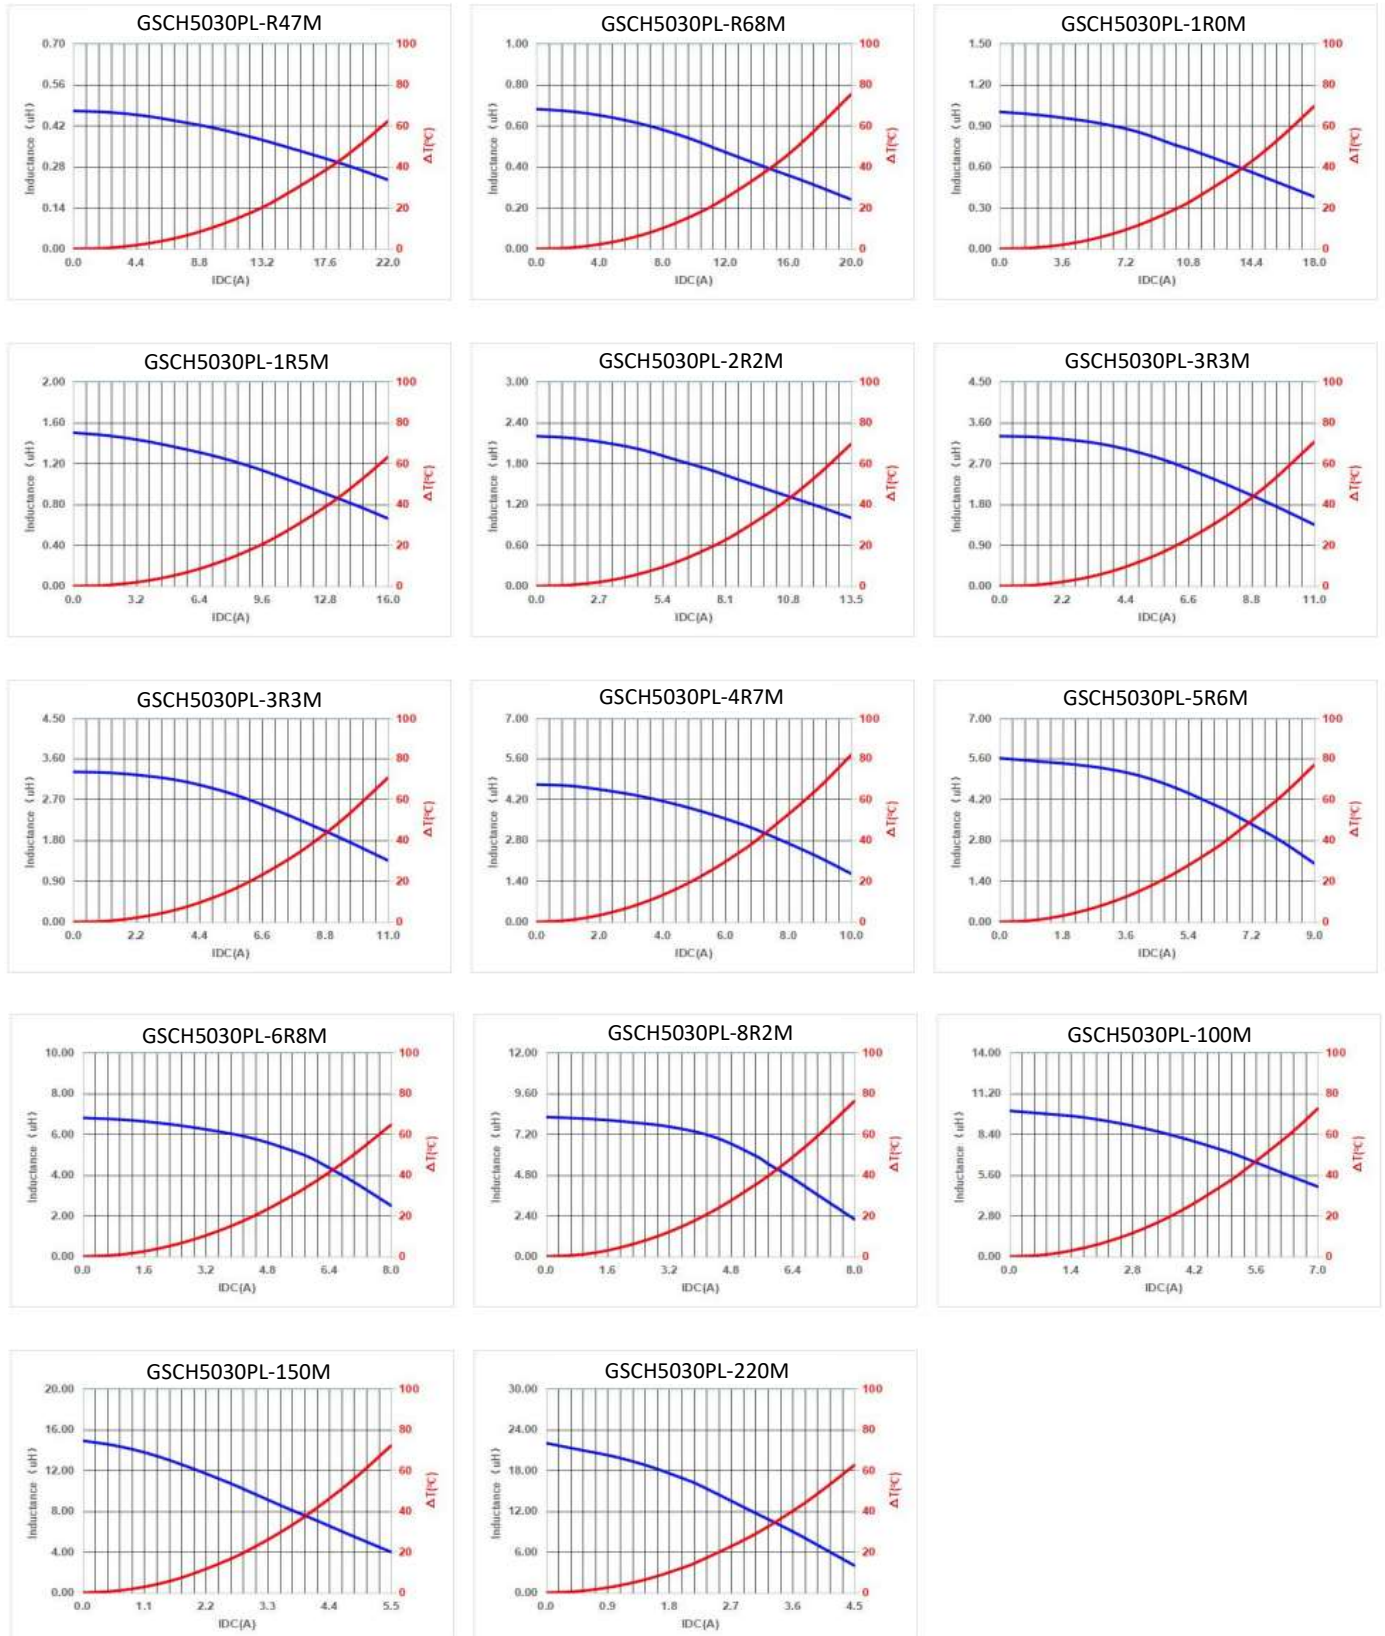 GSCH5030PL-R47M
0.70
0.56
0.42
0.28
0.14
0.00
Inductance (uH)
100
80
60
40
20
0
ΔT(℃)
0.0 4.4 8.8 13.2 17.6 22.0
IDC(A)
GSCH5030PL-R68M
1.00
0.80
0.60
0.40
0.20
0.00
Inductance (uH)
100
80
60
40
20
0
ΔT(℃)
0.0 4.0 8.0 12.0 16.0 20.0
IDC(A)
GSCH5030PL-1R0M
1.50
1.20
0.90
0.60
0.30
0.00
Inductance (uH)
100
80
60
40
20
0
ΔT(℃)
0.0 3.6 7.2 10.8 14.4 18.0
IDC(A)
GSCH5030PL-1R5M
2.00
1.60
1.20
0.80
0.40
0.00
Inductance (uH)
100
80
60
40
20
0
ΔT(℃)
0.0 3.2 6.4 9.6 12.8 16.0
IDC(A)
GSCH5030PL-2R2M
3.00
2.40
1.80
1.20
0.60
0.00
Inductance (uH)
100
80
60
40
20
0
ΔT(℃)
0.0 2.7 5.4 8.1 10.8 13.5
IDC(A)
GSCH5030PL-3R3M
4.50
3.60
2.70
1.80
0.90
0.00
Inductance (uH)
100
80
60
40
20
0
ΔT(℃)
0.0 2.2 4.4 6.6 8.8 11.0
IDC(A)
GSCH5030PL-3R3M
4.50
3.60
2.70
1.80
0.90
0.00
Inductance (uH)
100
80
60
40
20
0
ΔT(℃)
0.0 2.2 4.4 6.6 8.8 11.0
IDC(A)
GSCH5030PL-4R7M
7.00
5.60
4.20
2.80
1.40
0.00
Inductance (uH)
100
80
60
40
20
0
ΔT(℃)
0.0 2.0 4.0 6.0 8.0 10.0
IDC(A)
GSCH5030PL-5R6M
7.00
5.60
4.20
2.80
1.40
0.00
Inductance (uH)
100
80
60
40
20
0
ΔT(℃)
0.0 1.8 3.6 5.4 7.2 9.0
IDC(A)
GSCH5030PL-6R8M
10.00
8.00
6.00
4.00
2.00
0.00
Inductance (uH)
100
80
60
40
20
0
ΔT(℃)
0.0 1.6 3.2 4.8 6.4 8.0
IDC(A)
GSCH5030PL-8R2M
12.00
9.60
7.20
4.80
2.40
0.00
Inductance (uH)
100
80
60
40
20
0
ΔT(℃)
0.0 1.6 3.2 4.8 6.4 8.0
IDC(A)
GSCH5030PL-100M
14.00
11.20
8.40
5.60
2.80
0.00
Inductance (uH)
100
80
60
40
20
0
ΔT(℃)
0.0 1.4 2.8 4.2 5.6 7.0
IDC(A)
GSCH5030PL-150M
20.00
16.00
12.00
8.00
4.00
0.00
Inductance (uH)
100
80
60
40
20
0
ΔT(℃)
0.0 1.1 2.2 3.3 4.4 5.5
IDC(A)
GSCH5030PL-220M
30.00
24.00
18.00
12.00
6.00
0.00
Inductance (uH)
100
80
60
40
20
0
ΔT(℃)
0.0 0.9 1.8 2.7 3.6 4.5
IDC(A)